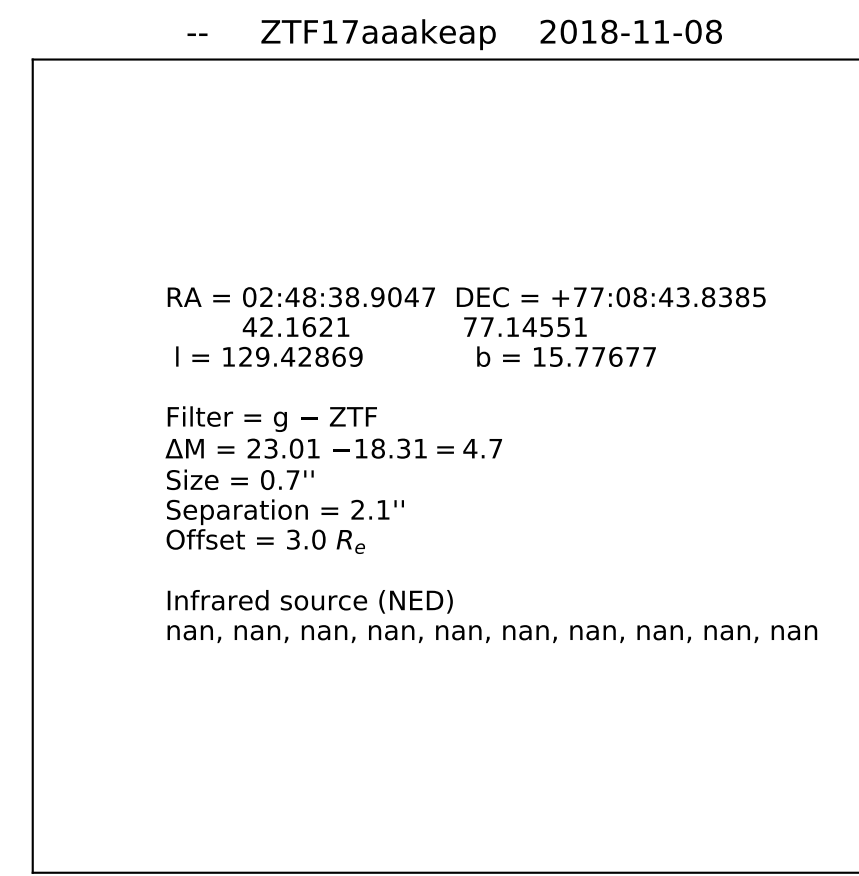 -- ZTF17aaakeap 2018-11-08
RA = 02:48:38.9047 DEC = +77:08:43.8385
42.1621 77.14551
l = 129.42869 b = 15.77677
Filter = g − ZTF
ΔM = 23.01 −18.31 = 4.7
Size = 0.7''
Separation = 2.1''
Offset = 3.0 Re
Infrared source (NED)
nan, nan, nan, nan, nan, nan, nan, nan, nan, nan